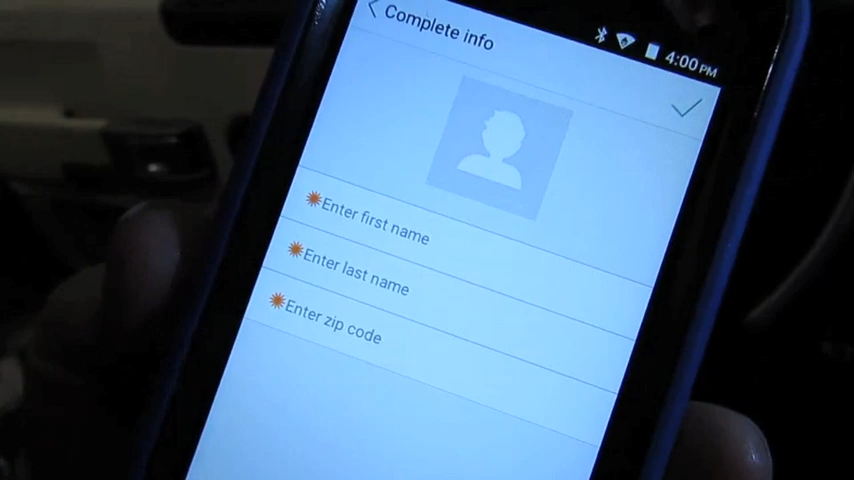 Complete info
4:00 PM
Enter first name
Enter last name
Enter zip code